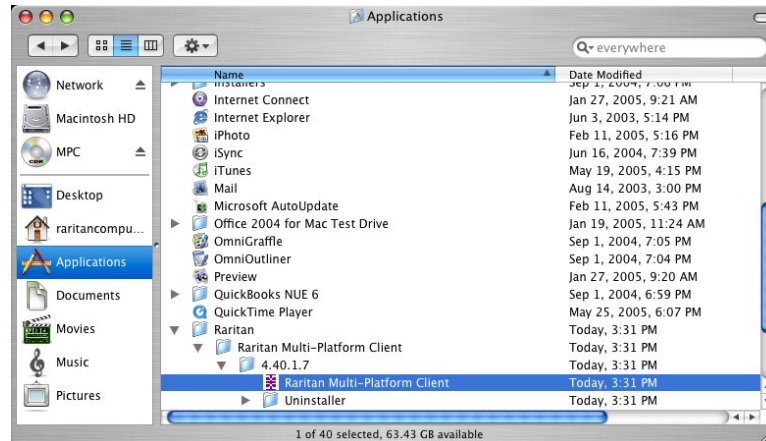 Applications
everywhere
Network
Macintosh HD
MPC
Desktop
raritancompu...
Applications
Documents
Movies
Music
Pictures
Name Date Modified
Installers Sep 1, 2004, 7:06 PM
Internet Connect Jan 27, 2005, 9:21 AM
Internet Explorer Jun 3, 2003, 5:14 PM
iPhoto Feb 11, 2005, 5:16 PM
iSync Jun 16, 2004, 7:39 PM
iTunes May 19, 2005, 4:15 PM
Mail Aug 14, 2003, 3:00 PM
Microsoft AutoUpdate Feb 11, 2005, 5:43 PM
Office 2004 for Mac Test Drive Jan 19, 2005, 11:24 AM
OmniGraffle Sep 1, 2004, 7:05 PM
OmniOutliner Sep 1, 2004, 7:04 PM
Preview Jan 27, 2005, 9:20 AM
QuickBooks NUE 6 Sep 1, 2004, 6:59 PM
QuickTime Player May 25, 2005, 6:07 PM
Raritan Today, 3:31 PM
Raritan Multi-Platform Client Today, 3:31 PM
4.40.1.7 Today, 3:31 PM
Raritan Multi-Platform Client Today, 3:31 PM
Uninstaller Today, 3:31 PM
1 of 40 selected, 63.43 GB available